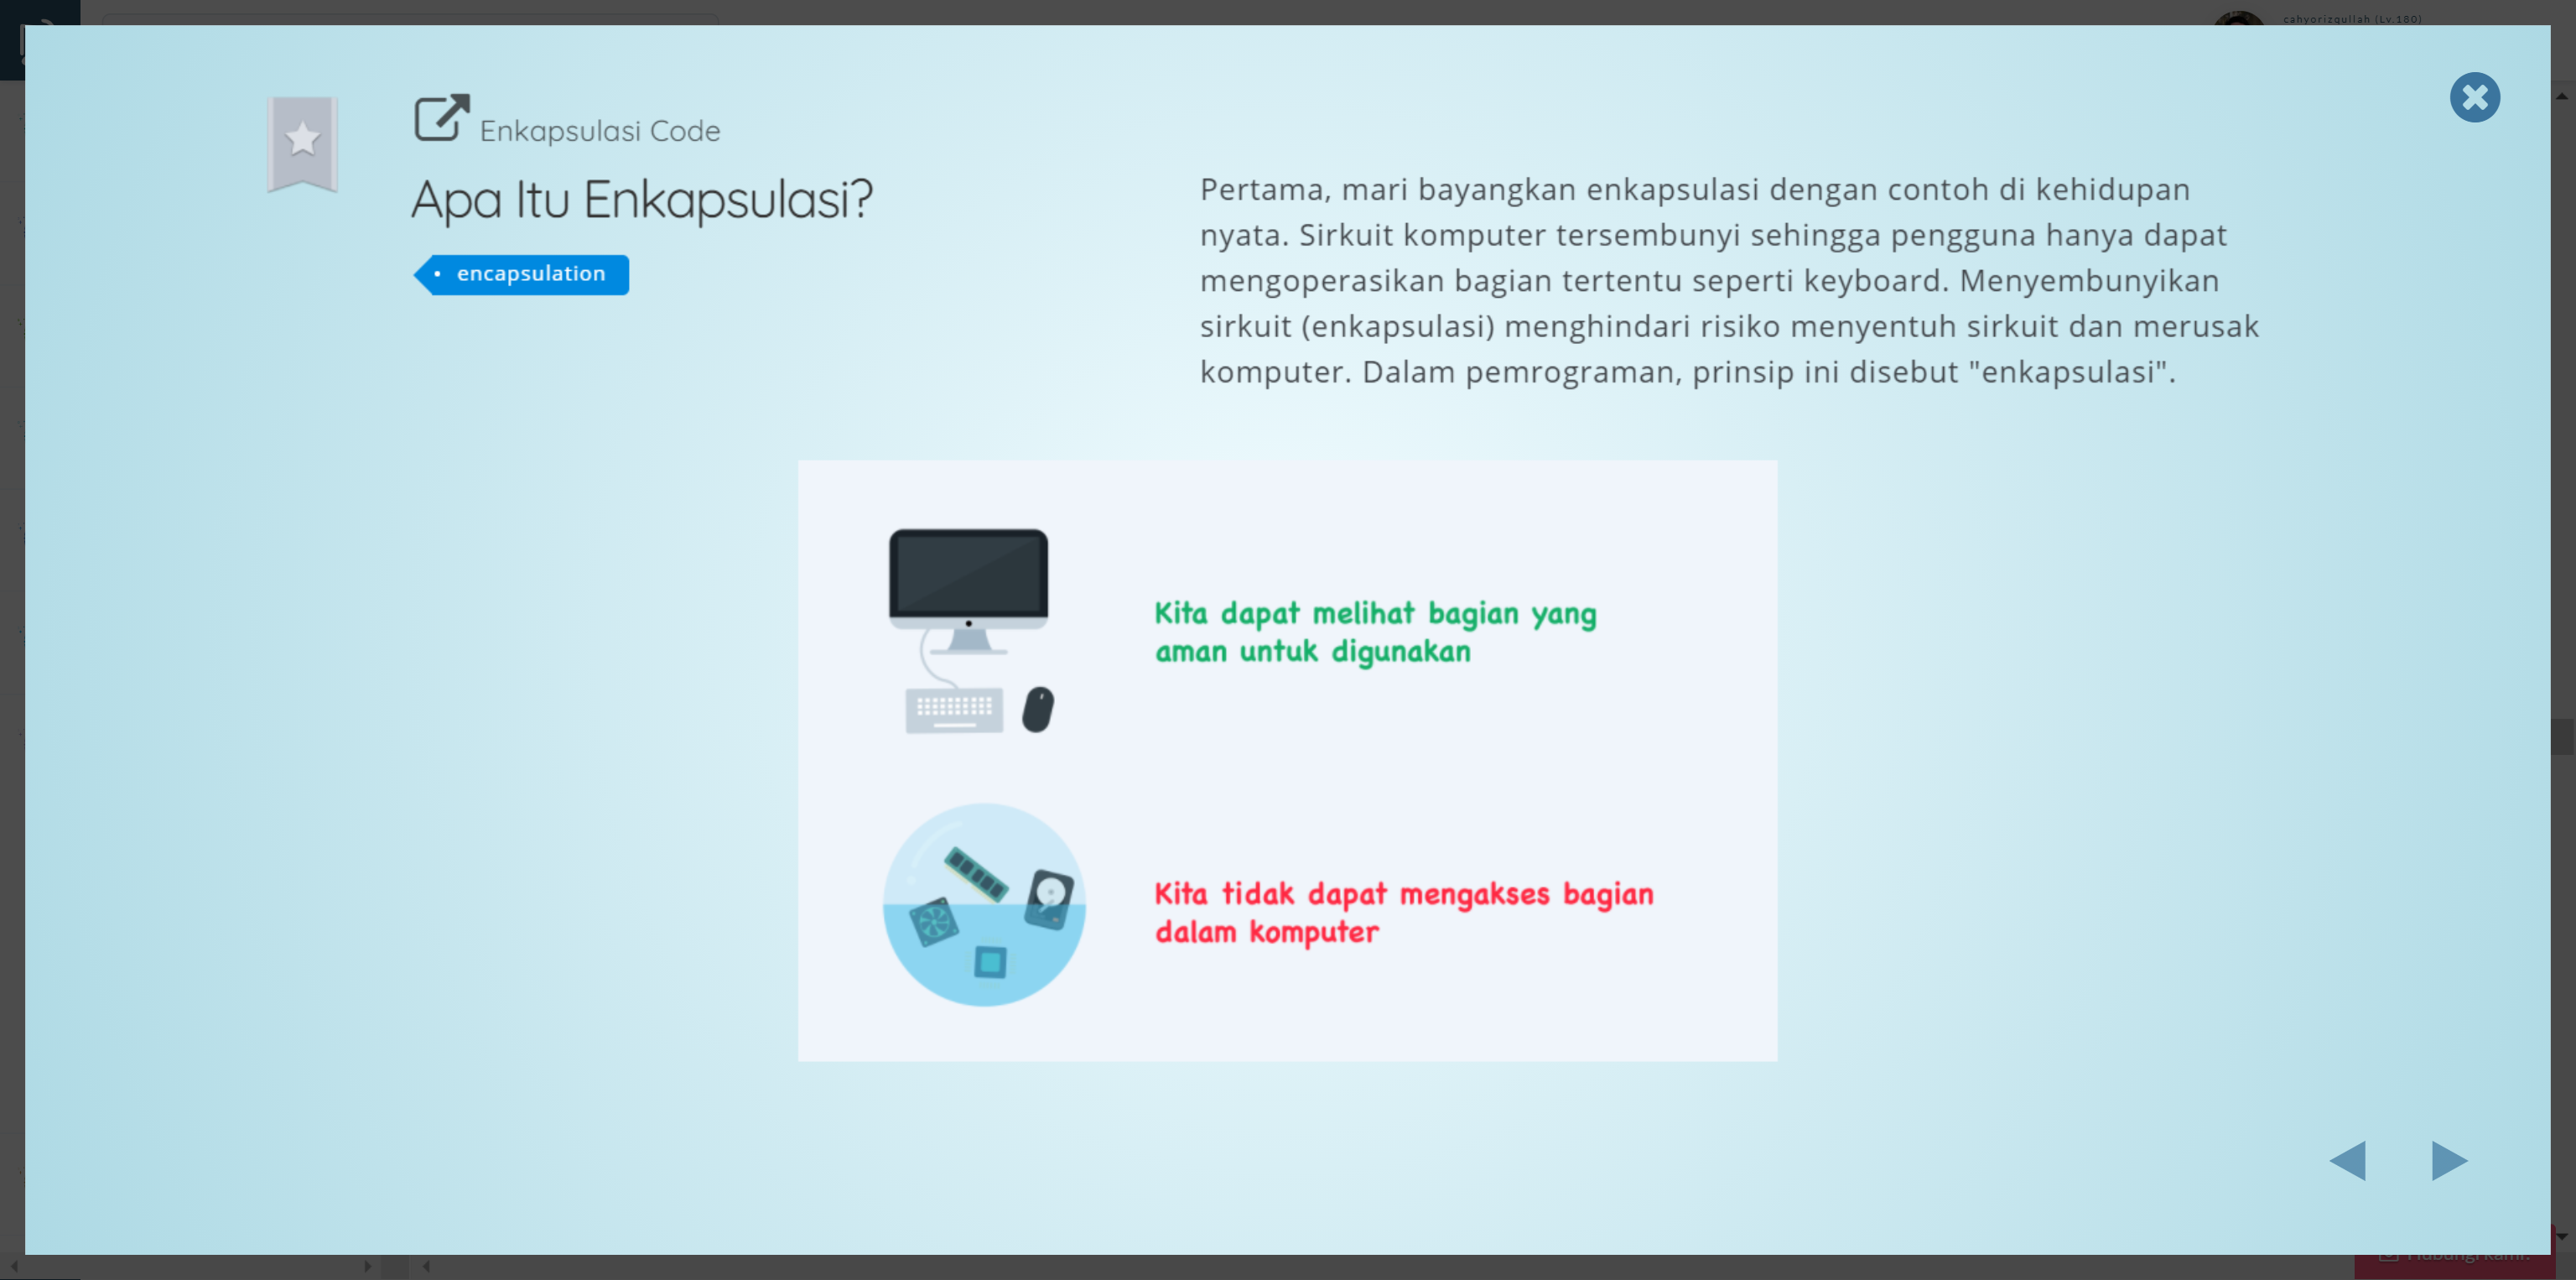 cahyorizqullah (Lv.180)
Enkapsulasi Code
Apa Itu Enkapsulasi?
• encapsulation
Pertama, mari bayangkan enkapsulasi dengan contoh di kehidupan
nyata. Sirkuit komputer tersembunyi sehingga pengguna hanya dapat
mengoperasikan bagian tertentu seperti keyboard. Menyembunyikan
sirkuit (enkapsulasi) menghindari risiko menyentuh sirkuit dan merusak
komputer. Dalam pemrograman, prinsip ini disebut "enkapsulasi".
Kita dapat melihat bagian yang
aman untuk digunakan
Kita tidak dapat mengakses bagian
dalam komputer